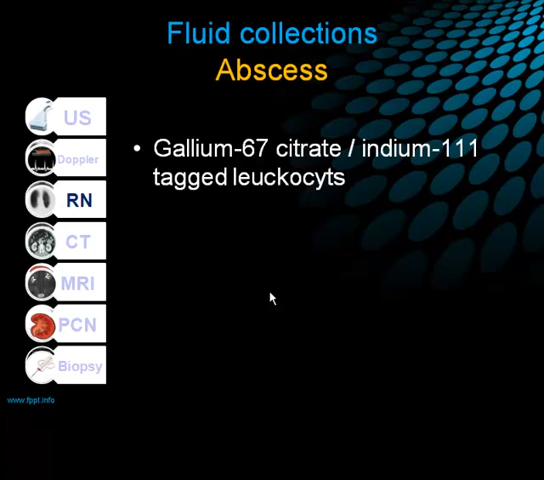 Fluid collections
Abscess
US
Doppler
RN
CT
MRI
PCN
Biopsy
• Gallium-67 citrate / indium-111
tagged leuckocyts
www.fppt.info